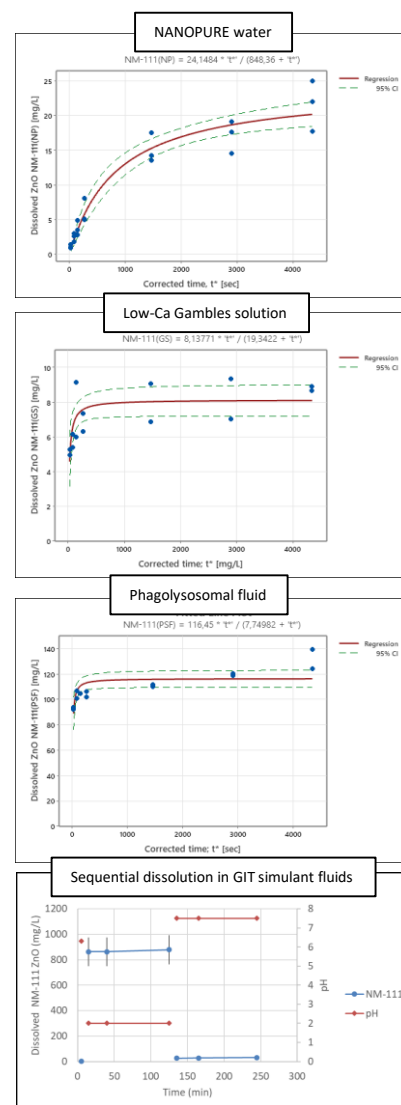 NANOPURE water
NM-111(NP) = 24,1484 * 't*' / (848,36 + 't*')
Dissolved ZnO NM-111(NP) [mg/L]
25
20
15
10
5
0
0
1000
2000
3000
4000
Corrected time, t* [sec]
Regression
95% CI
Low-Ca Gambles solution
NM-111(GS) = 8,13771 * 't*' / (19,3422 + 't*')
Dissolved ZnO NM-111(GS) [mg/L]
10
8
6
4
2
0
0
1000
2000
3000
4000
Corrected time; t* [mg/L]
Regression
95% CI
Phagolysosomal fluid
NM-111(PSF) = 116,45 * 't*' / (7,74982 + 't*')
Dissolved ZnO NM-111(PSF) [mg/L]
140
120
100
80
60
40
20
0
0
1000
2000
3000
4000
Corrected time; t* [sec]
Regression
95% CI
Sequential dissolution in GIT simulant fluids
Dissolved NM-111 ZnO (mg/L)
1200
1000
800
600
400
200
0
0
50
100
150
200
250
300
Time (min)
8
7
6
5
4
3
2
1
0
pH
NM-111
pH